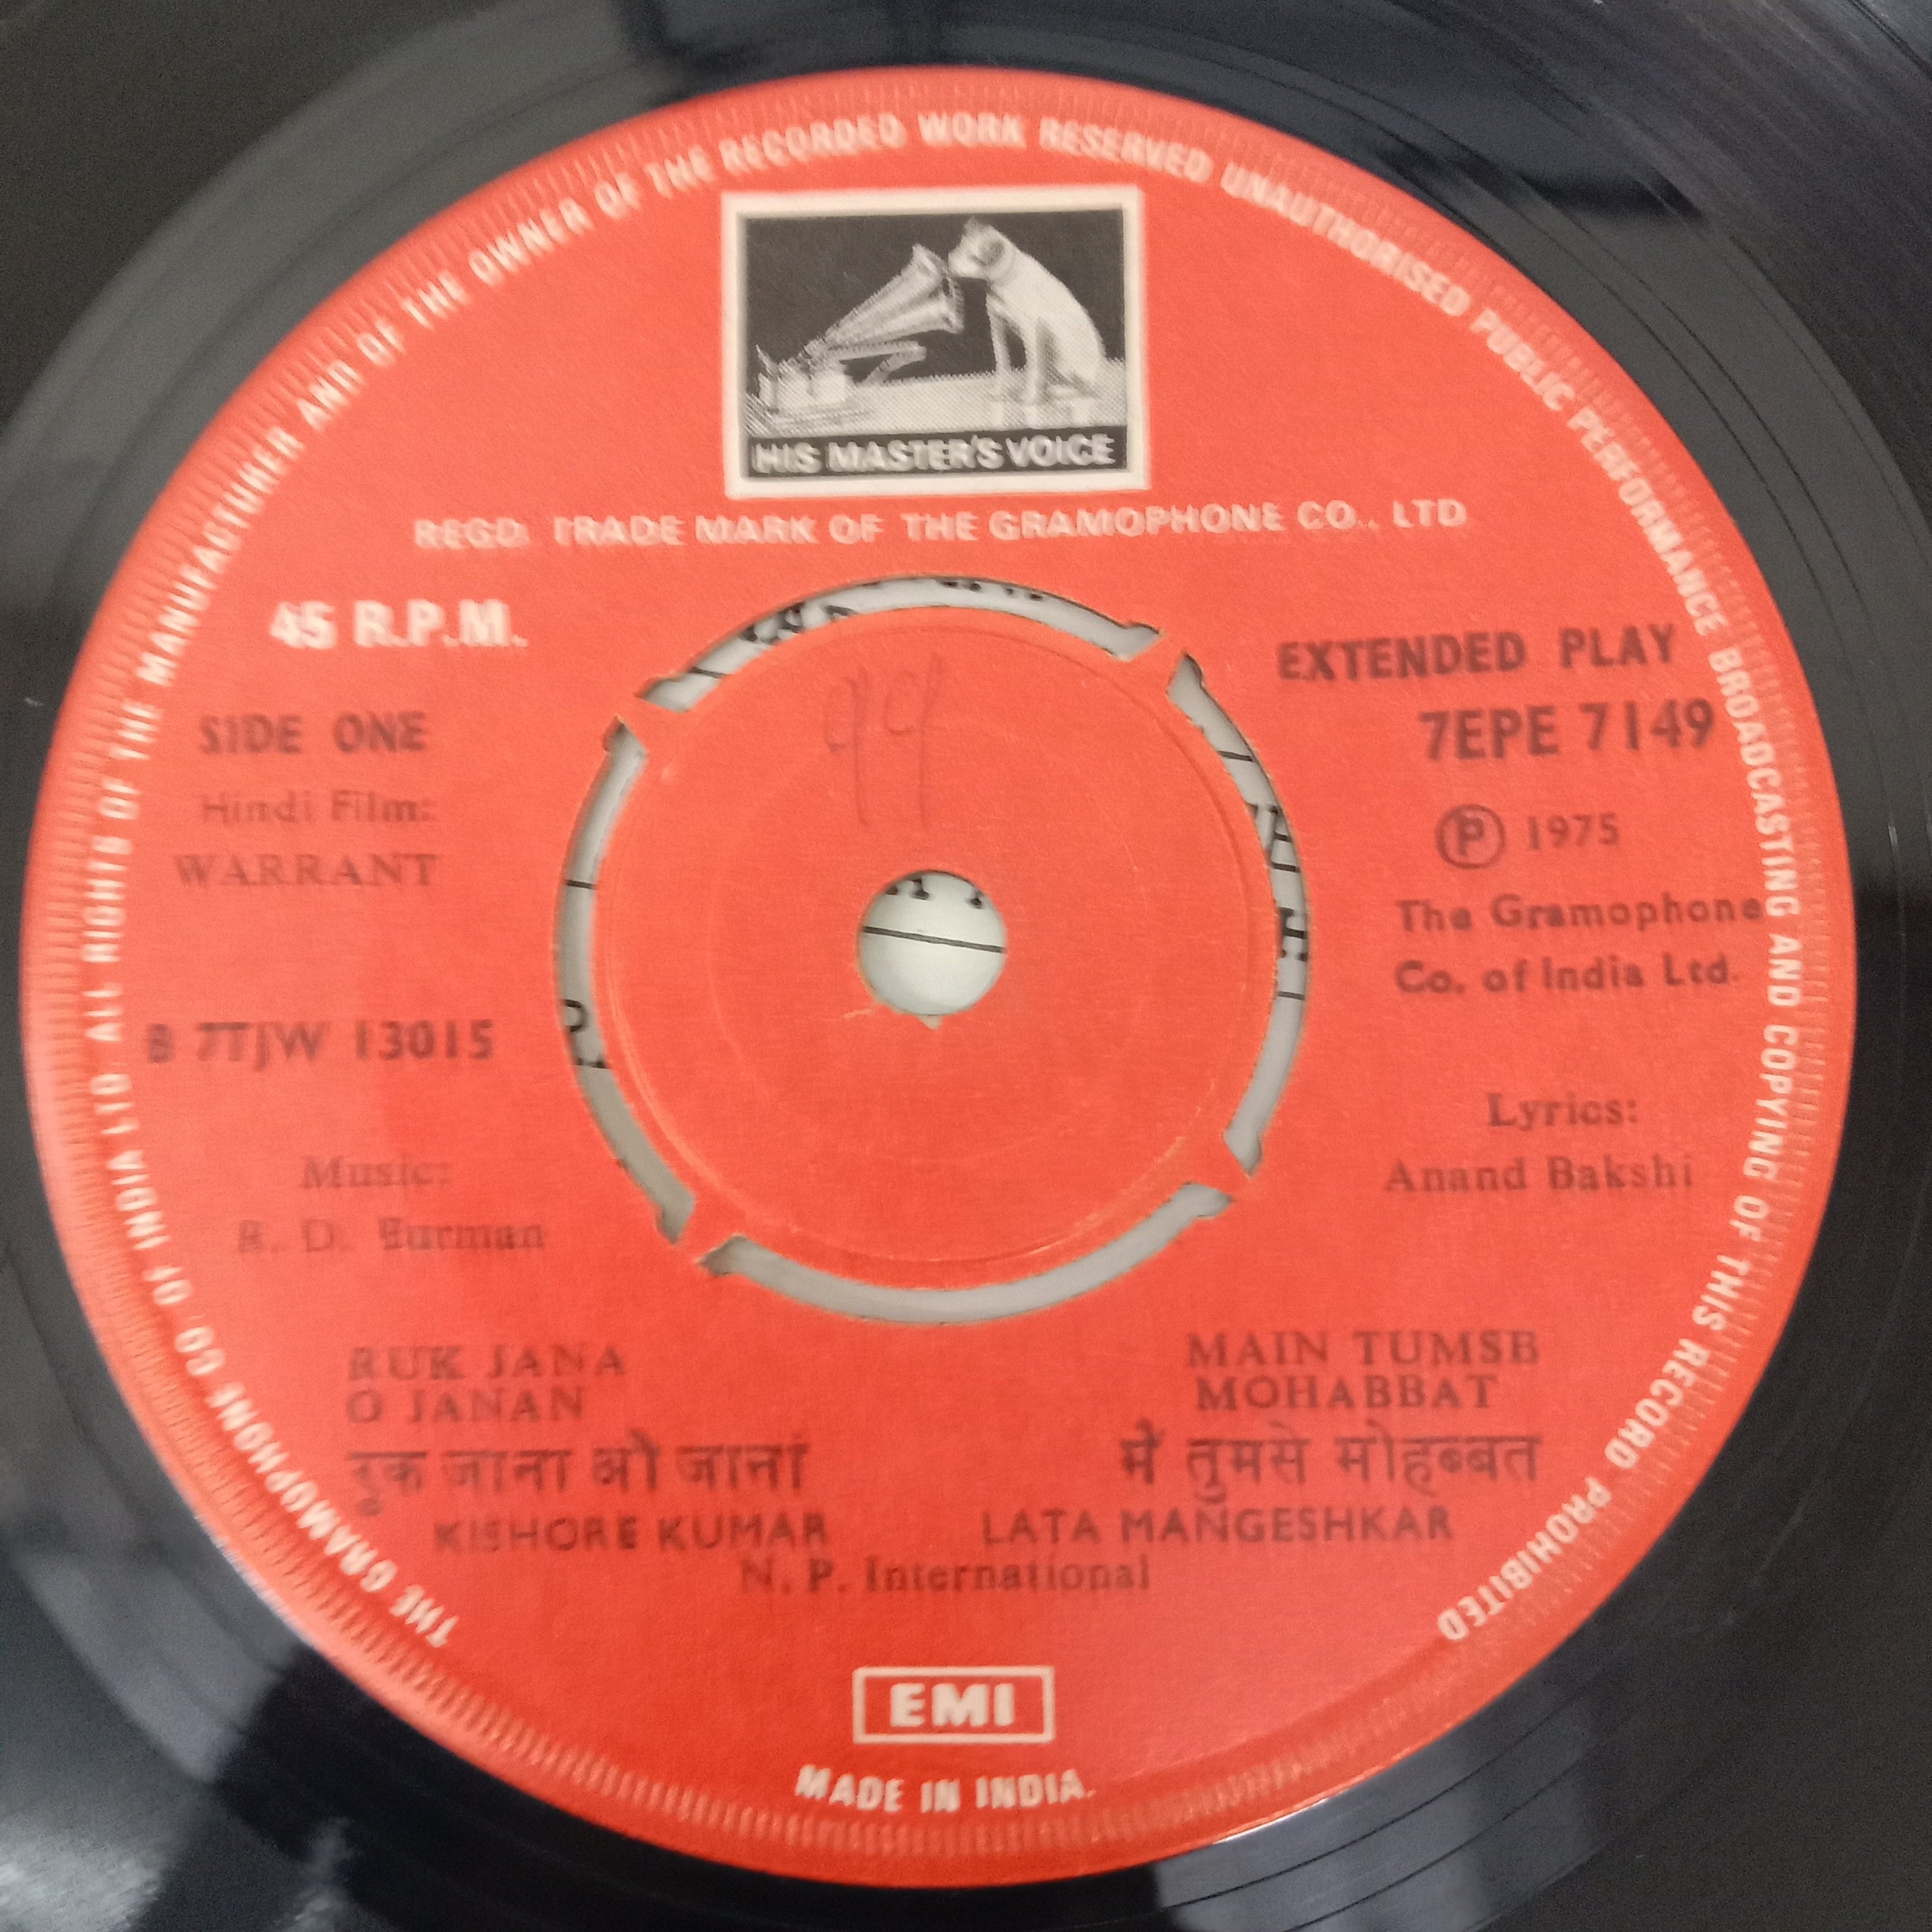 THE GRAMOPHONE CO. OF INDIA LTD. ALL RIGHTS OF THE MANUFACTURER AND OF THE OWNER OF THE RECORDED WORK RESERVED UNAUTHORISED PUBLIC PERFORMANCE BROADCASTING AND COPYING OF THIS RECORD PROHIBITED
HIS MASTER'S VOICE
REGD. TRADE MARK OF THE GRAMOPHONE CO., LTD
45 R.P.M.
EXTENDED PLAY
SIDE ONE
7EPE 7149
Hindi Film:
℗ 1975
WARRANT
The Gramophone
Co. of India Ltd.
B 7TJW 13015
Lyrics:
Music:
Anand Bakshi
R. D. Burman
RUK JANA
MAIN TUMSE
O JANAN
MOHABBAT
रुक जाना ओ जानां
में तुमसे मोहब्बत
KISHORE KUMAR
LATA MANGESHKAR
N. P. International
EMI
MADE IN INDIA.